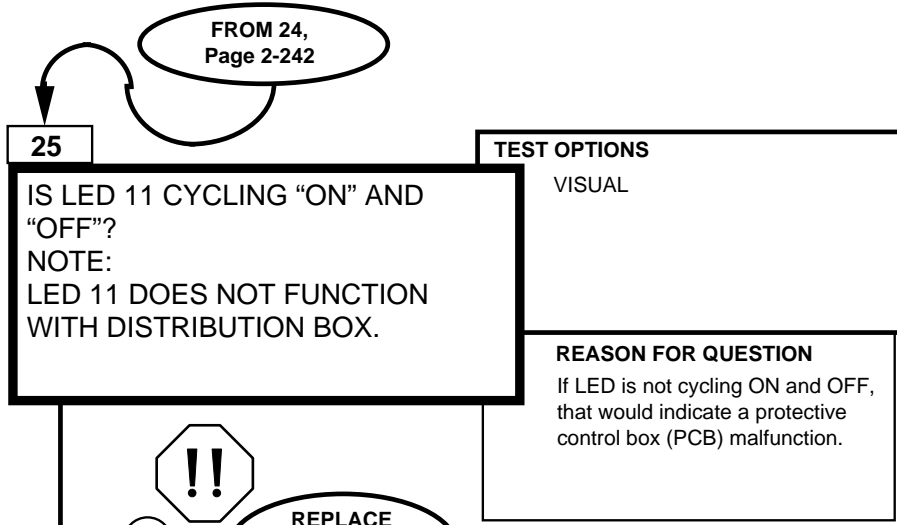 FROM 24,
Page 2-242
25
IS LED 11 CYCLING “ON” AND
“OFF”?
NOTE:
LED 11 DOES NOT FUNCTION
WITH DISTRIBUTION BOX.
TEST OPTIONS
VISUAL
REASON FOR QUESTION
If LED is not cycling ON and OFF,
that would indicate a protective
control box (PCB) malfunction.
!!
REPLACE